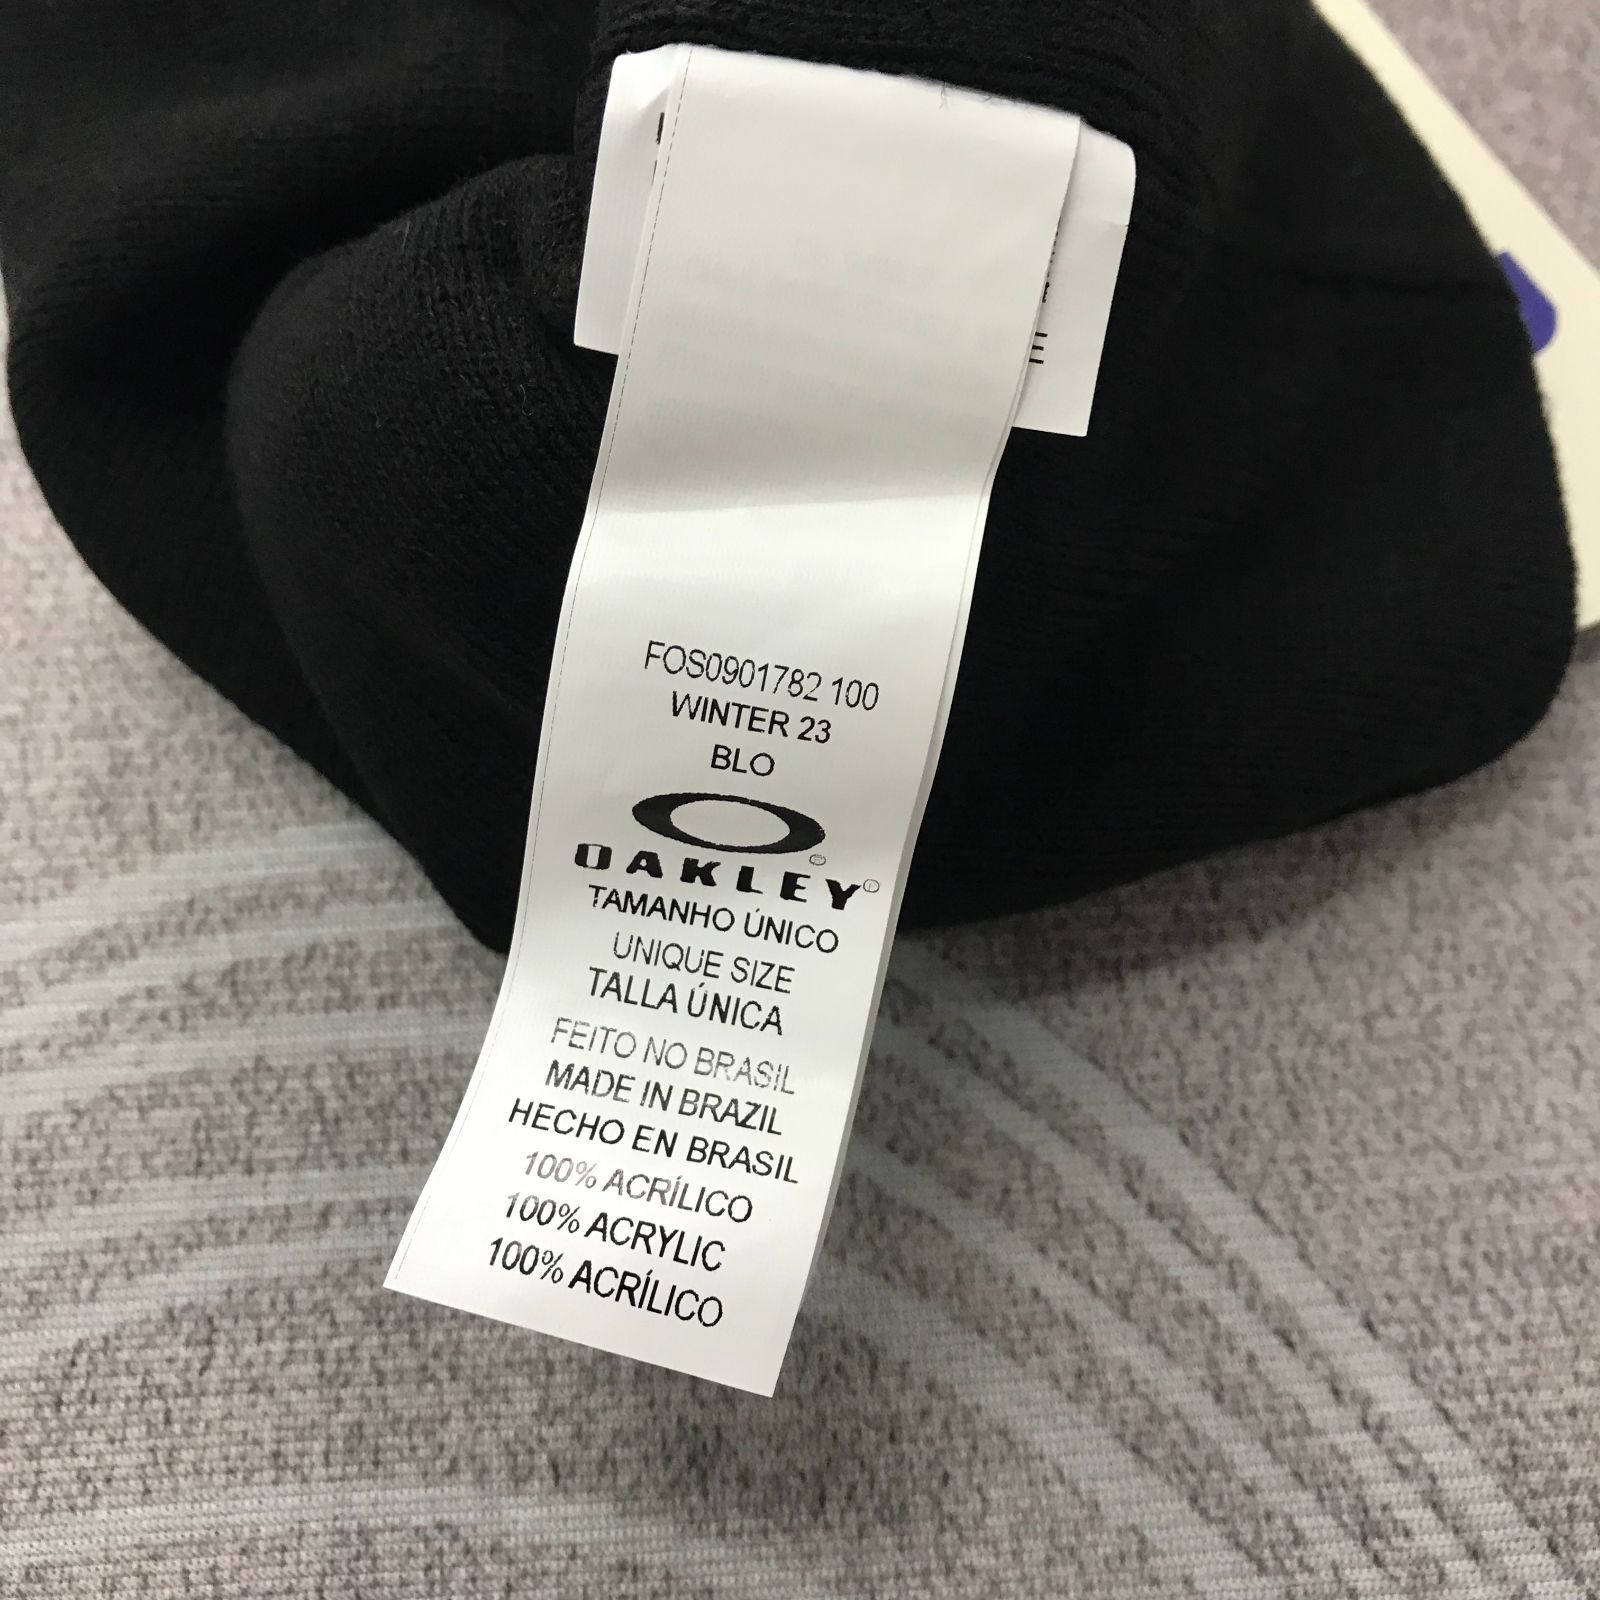 FOS0901782 100
WINTER 23
BLO
OAKLEY®
TAMANHO ÚNICO
UNIQUE SIZE
TALLA ÚNICA
FEITO NO BRASIL
MADE IN BRAZIL
HECHO EN BRASIL
100% ACRÍLICO
100% ACRYLIC
100% ACRÍLICO